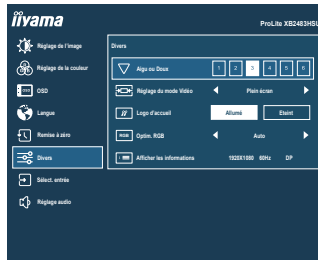 iiyama
ProLite XB2483HSU
Réglage de l'image
Divers
Réglage de la couleur
Aigu ou Doux
1 2 3 4 5 6
OSD
Réglage du mode Vidéo
Plein écran
Langue
Logo d'accueil
Allumé
Eteint
Remise à zéro
RGB
Optim. RGB
Auto
Divers
Afficher les informations
1920X1080 60Hz DP
Sélect. entrée
Réglage audio